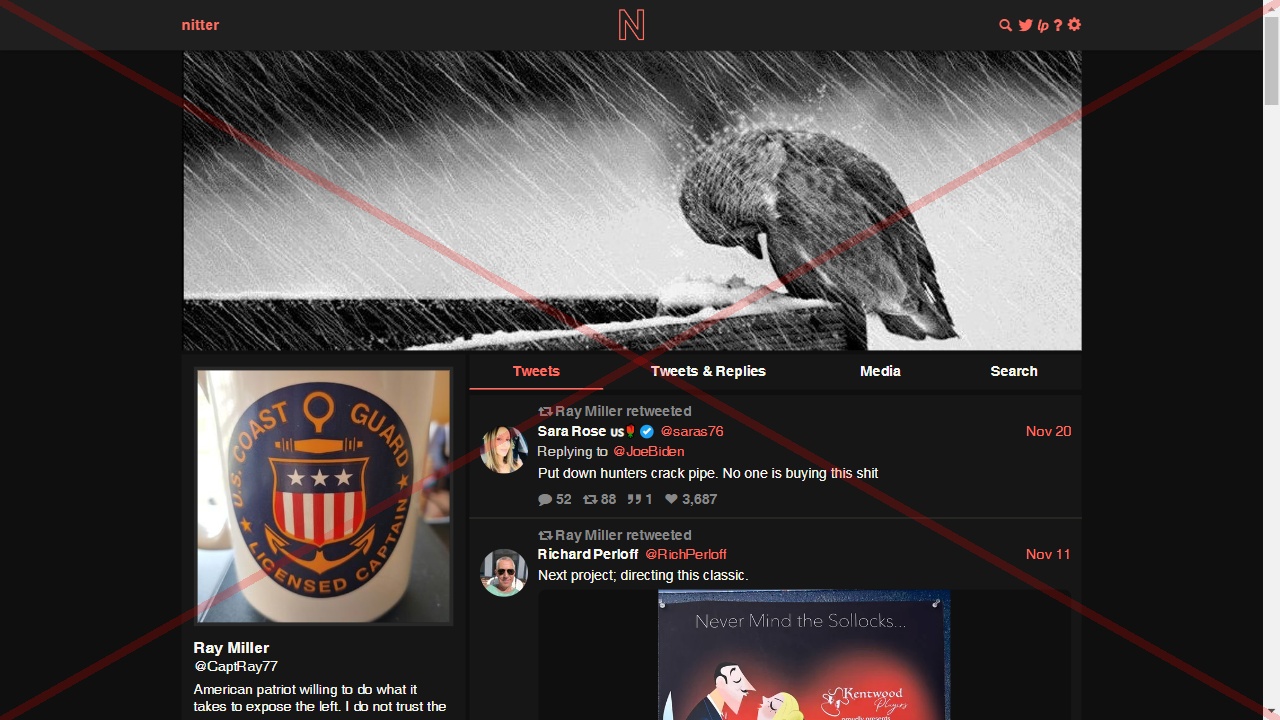 nitter
N
lp ?
U.S. COAST GUARD
LICENSED CAPTAIN
Ray Miller
@CaptRay77
American patriot willing to do what it
takes to expose the left. I do not trust the
Tweets
Tweets & Replies
Media
Search
Ray Miller retweeted
Sara Rose US @saras76
Nov 20
Replying to @JoeBiden
Put down hunters crack pipe. No one is buying this shit
52 88 1 3,687
Ray Miller retweeted
Richard Perloff @RichPerloff
Nov 11
Next project; directing this classic.
Never Mind the Sollocks...
Kentwood
Players
proudly presents